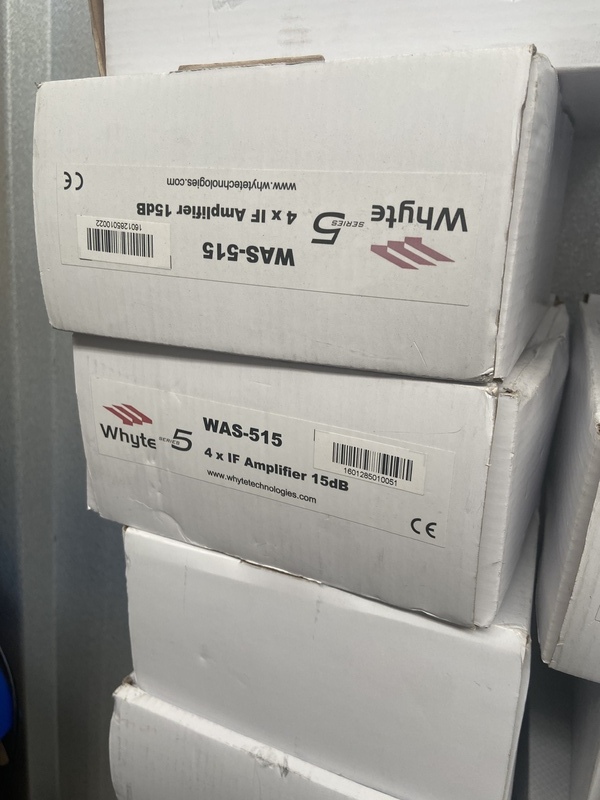 WAS-515
Whyte
SERIES 5
4 x IF Amplifier 15dB
1601285010022
www.whytetechnologies.com
CE
Whyte
SERIES 5
WAS-515
4 x IF Amplifier 15dB
1601285010051
www.whytetechnologies.com
CE